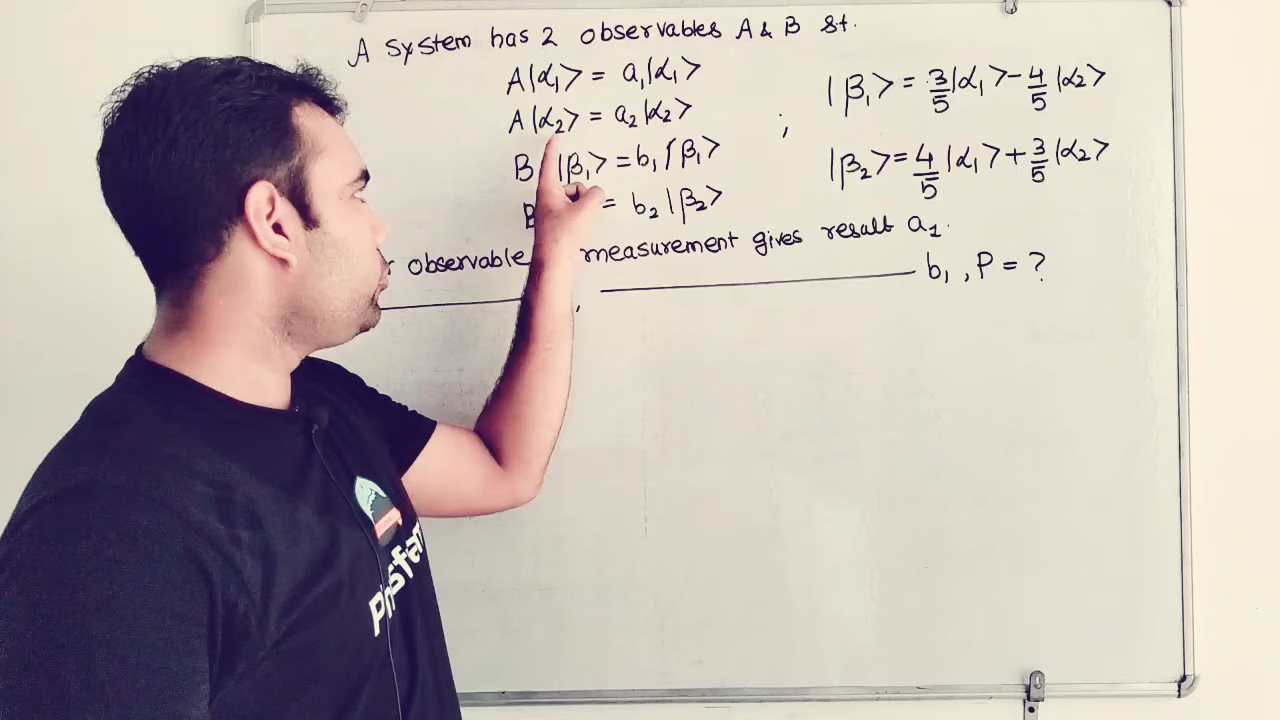 A system has 2 observables A & B st.
A|α₁> = a₁|α₁>
A|α₂> = a₂|α₂>
B |β₁> = b₁|β₁>
B = b₂|β₂>
;
|β₁> = 3/5|α₁> - 4/5|α₂>
|β₂> = 4/5|α₁> + 3/5|α₂>
observable measurement gives result a₁.
, b₁, P = ?